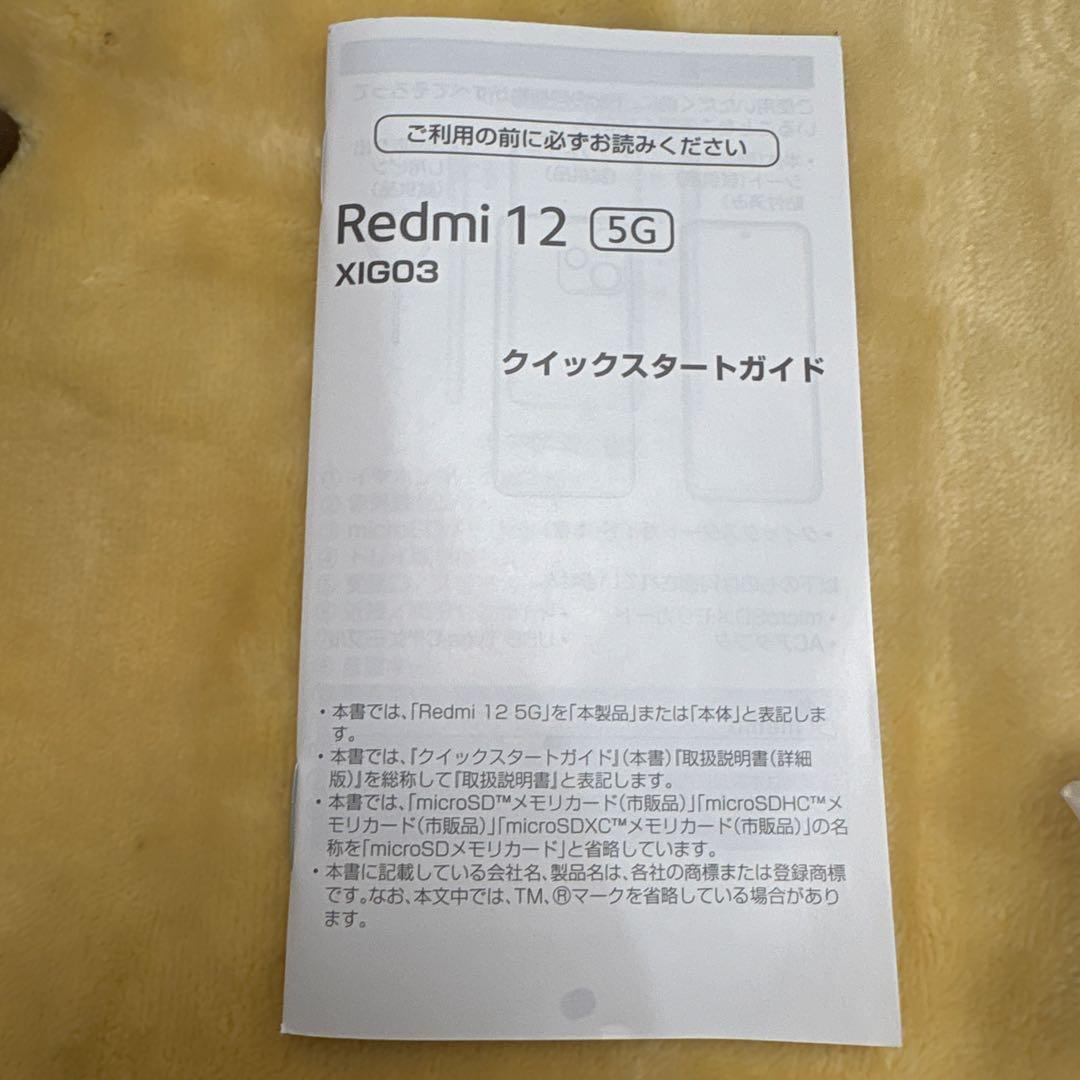 ご利用の前に必ずお読みください
Redmi 12 5G
XIG03
クイックスタートガイド
・本書では、「Redmi 12 5G」を「本製品」または「本体」と表記しま
す。
・本書では、『クイックスタートガイド』(本書)『取扱説明書(詳細
版)』を総称して『取扱説明書』と表記します。
・本書では、「microSD™メモリカード(市販品)」「microSDHC™メ
モリカード(市販品)」「microSDXC™メモリカード(市販品)」の名
称を「microSDメモリカード」と省略しています。
・本書に記載している会社名、製品名は、各社の商標または登録商標
です。なお、本文中では、TM、®マークを省略している場合があり
ます。